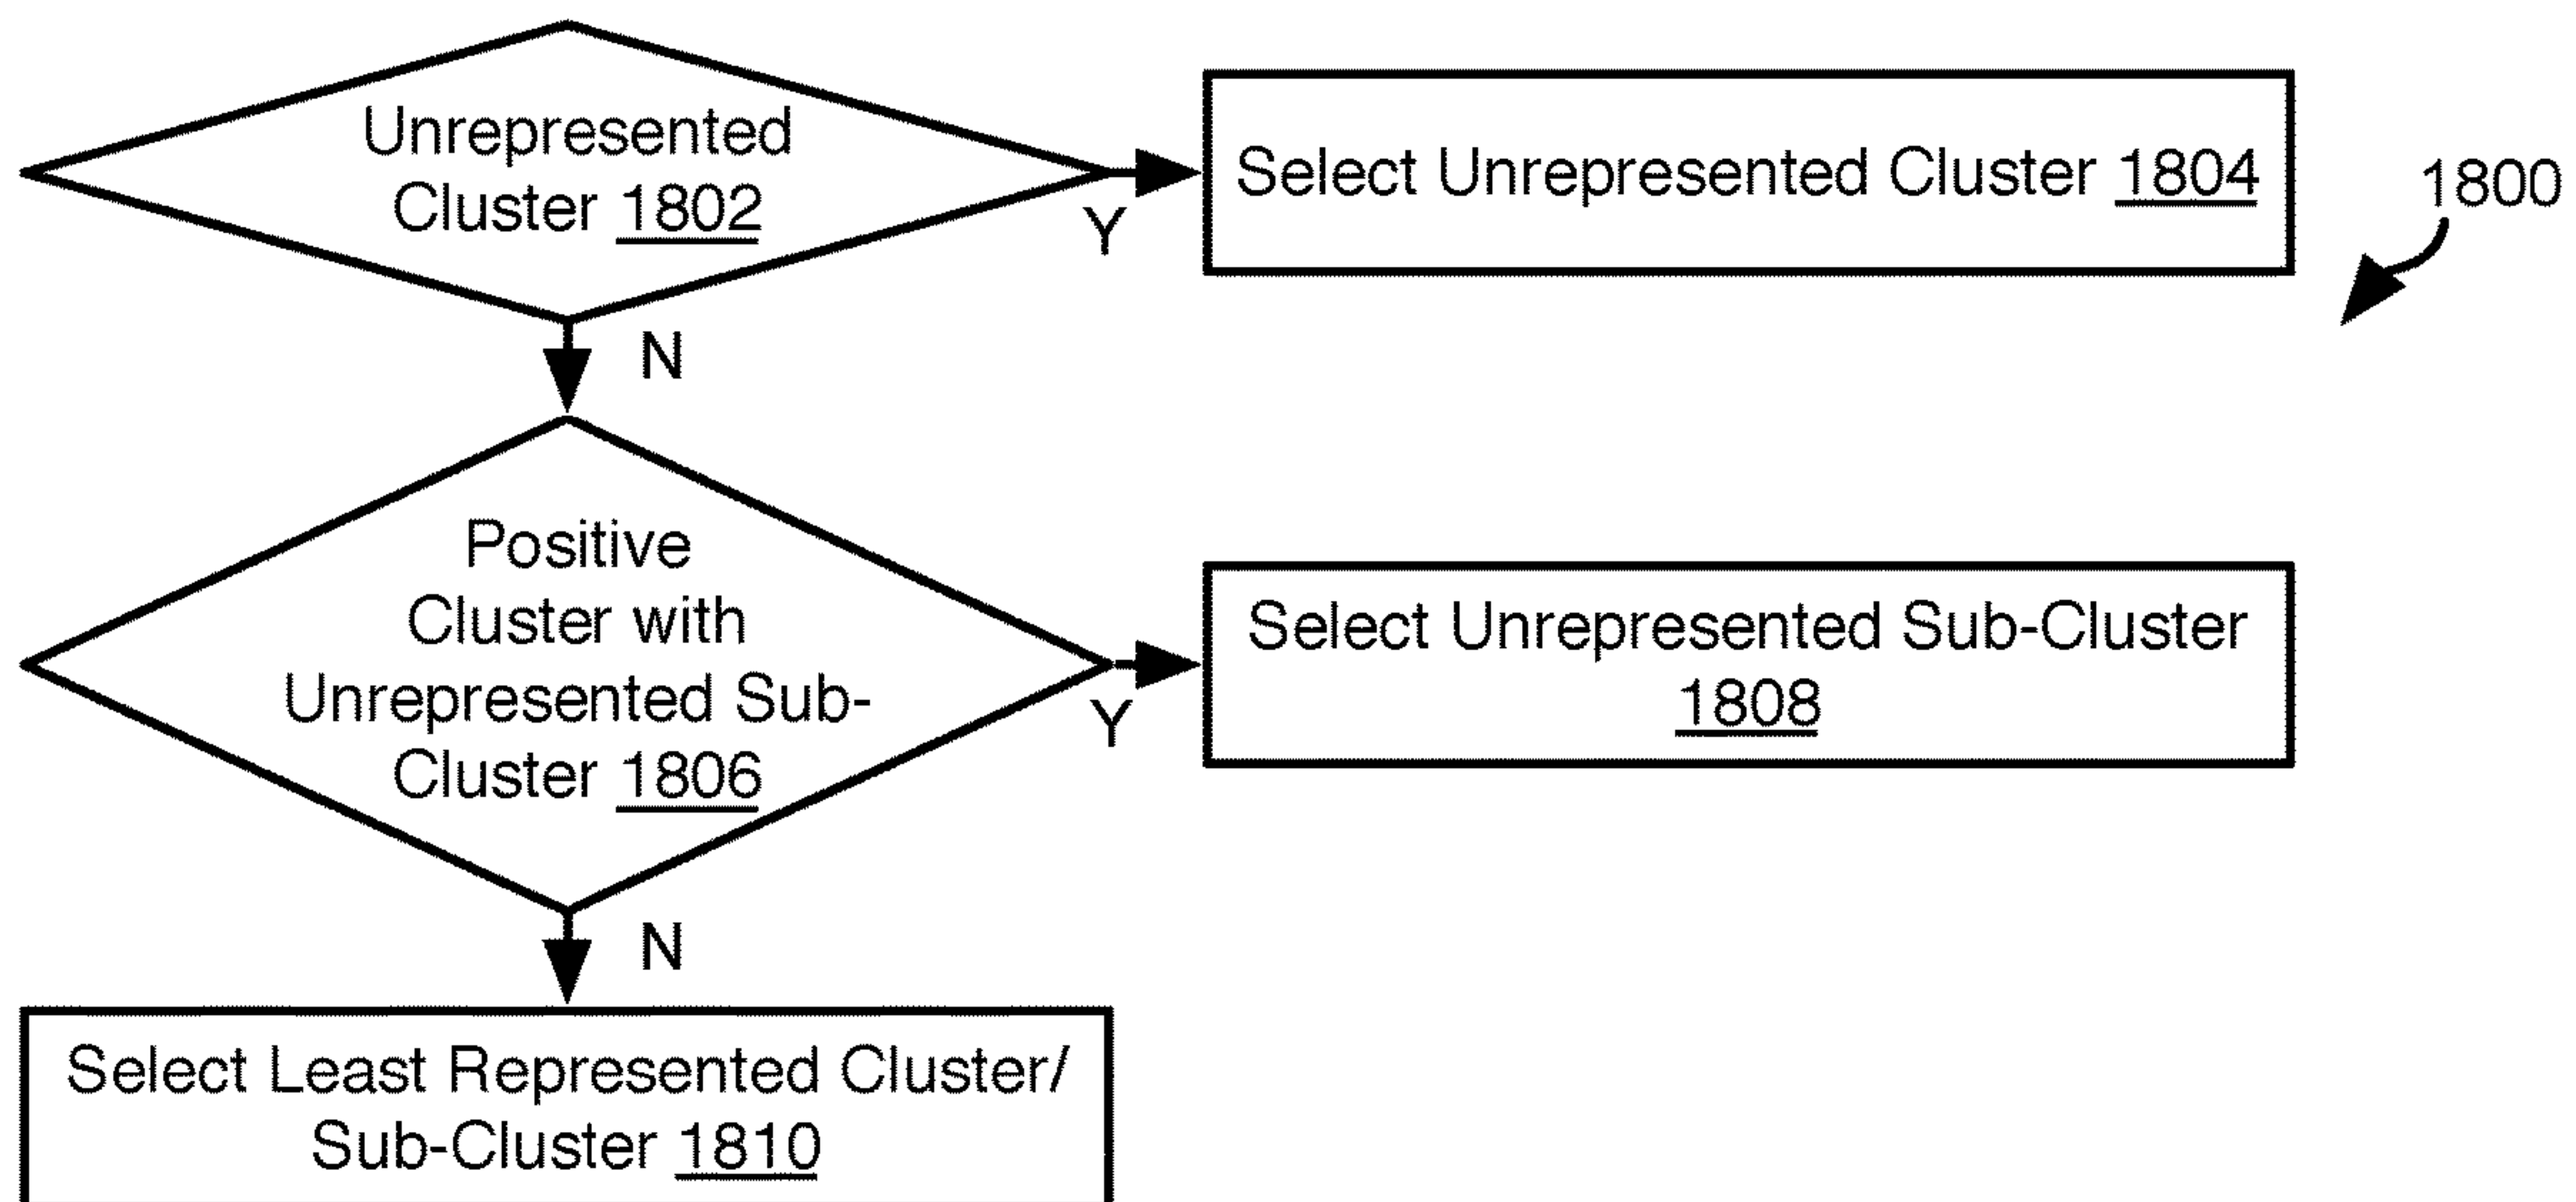 Unrepresented
Cluster 1802
Y
Select Unrepresented Cluster 1804
1800
N
Positive
Cluster with
Unrepresented Sub-
Cluster 1806
Y
Select Unrepresented Sub-Cluster
1808
N
Select Least Represented Cluster/
Sub-Cluster 1810